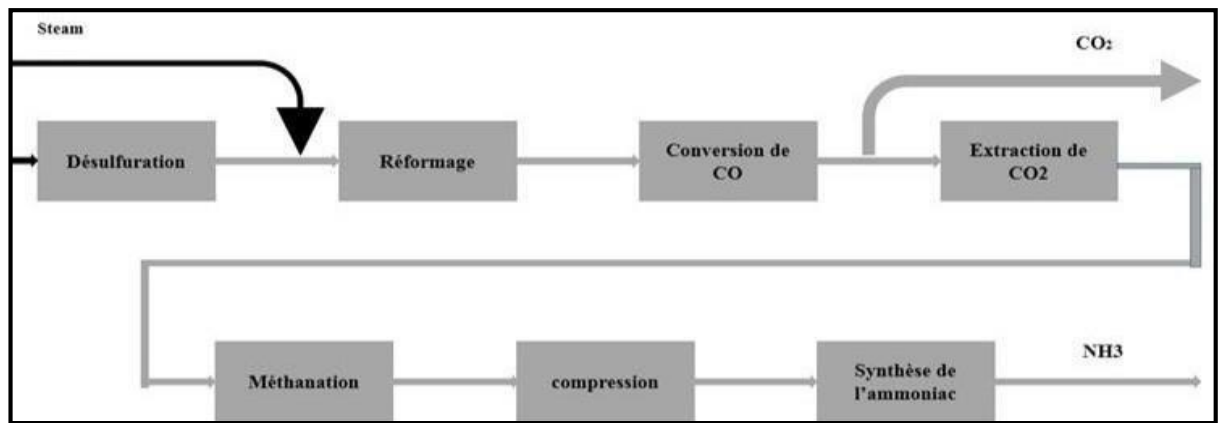 Steam
CO₂
Désulfuration
Réformage
Conversion de
CO
Extraction de
CO2
Méthanation
compression
Synthèse de
l'ammoniac
NH3